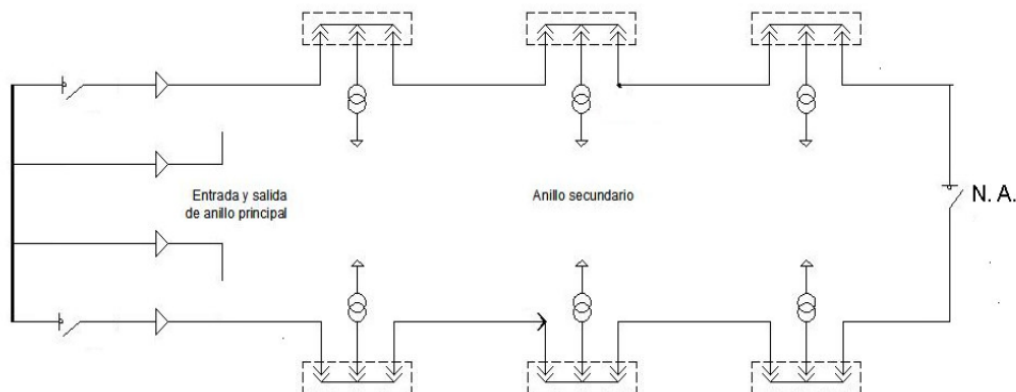 Entrada y salida
de anillo principal
Anillo secundario
N. A.